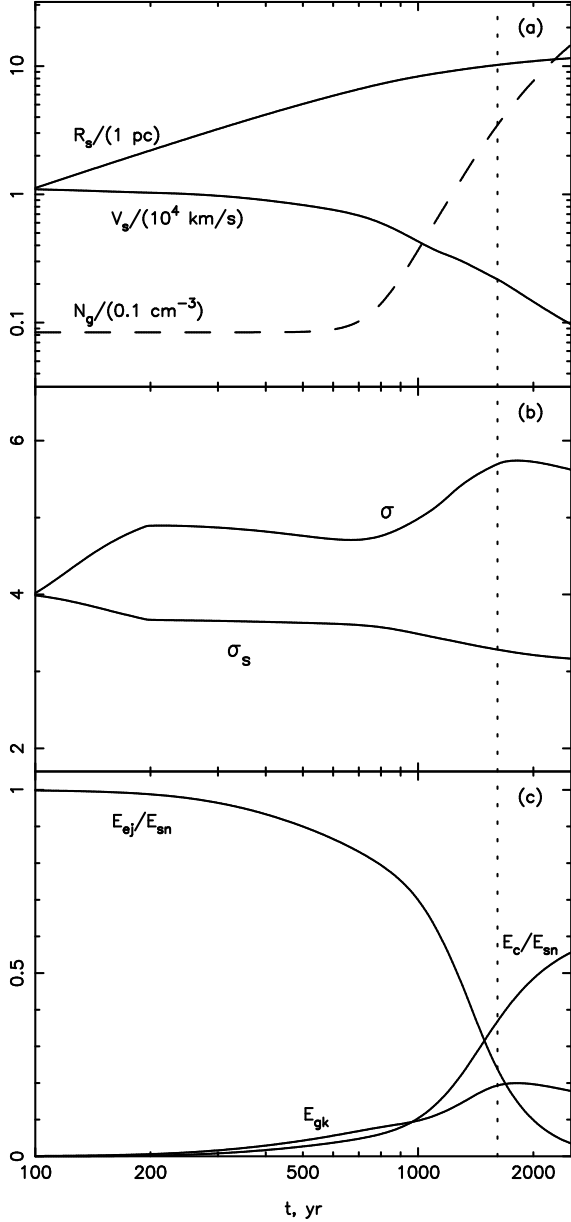 (a)
10
R_s/(1 pc)
1
V_s/(10^4 km/s)
N_g/(0.1 cm^−3)
0.1
(b)
6
σ
4
σ_s
2
(c)
1
E_ej/E_sn
E_c/E_sn
0.5
E_gk
0
100 200 500 1000 2000
t, yr